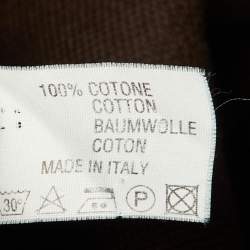 100% COTONE
COTTON
BAUMWOLLE
COTON
MADE IN ITALY
30° P